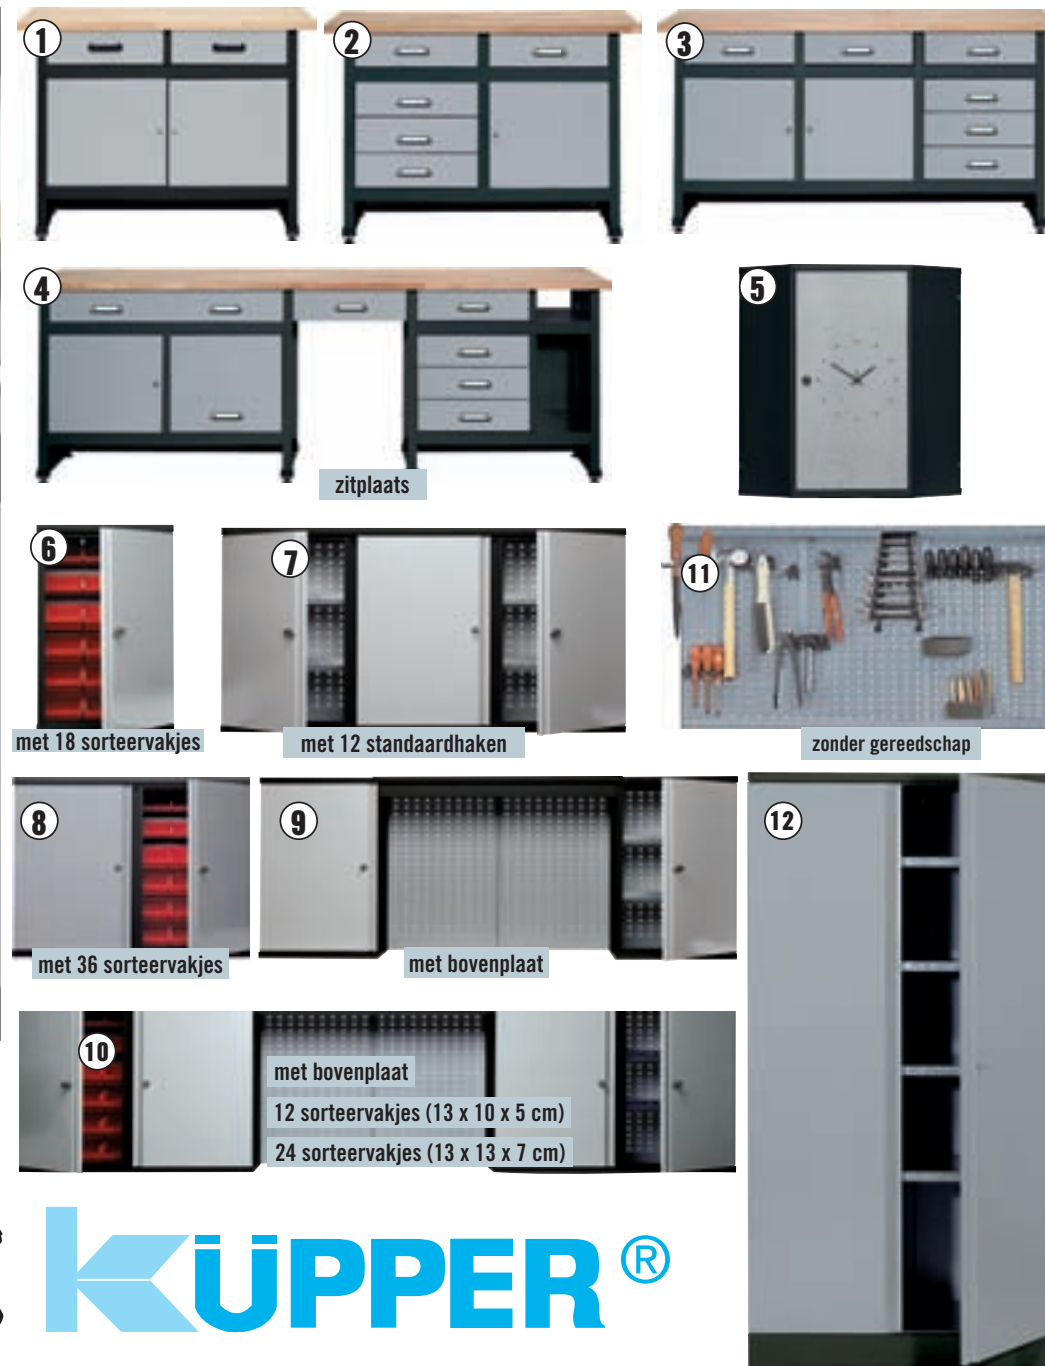 1
2
3
4
5
zitplaats
6
7
11
met 18 sorteervakjes
met 12 standaardhaken
zonder gereedschap
8
9
12
met 36 sorteervakjes
met bovenplaat
10
met bovenplaat
12 sorteervakjes (13 x 10 x 5 cm)
24 sorteervakjes (13 x 13 x 7 cm)
KÜPPER®